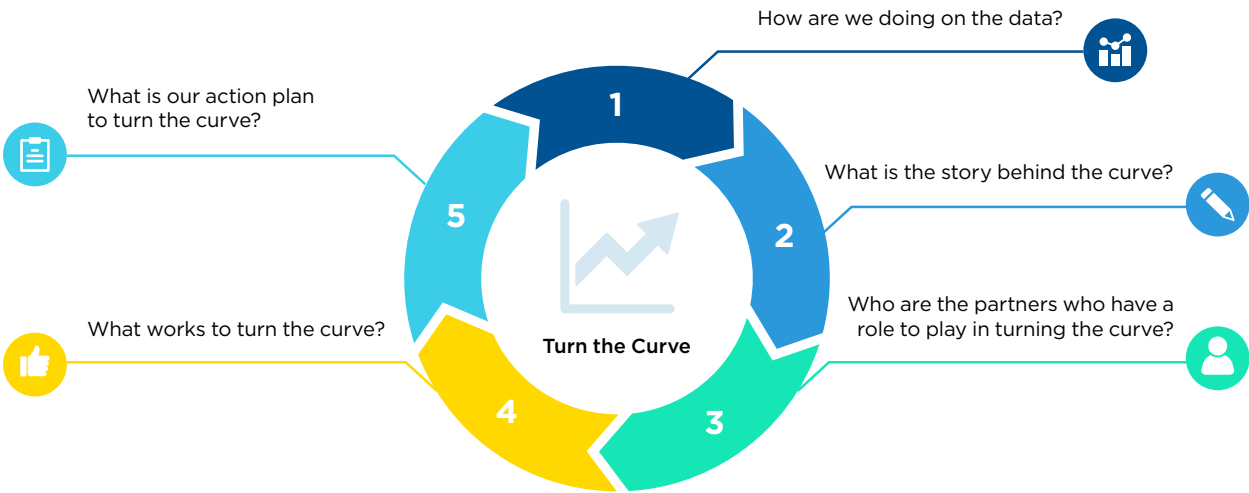 1
How are we doing on the data?
2
What is the story behind the curve?
3
Who are the partners who have a
role to play in turning the curve?
4
What works to turn the curve?
5
What is our action plan
to turn the curve?
Turn the Curve